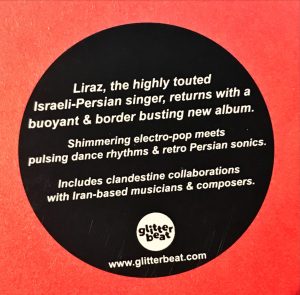 Liraz, the highly touted
Israeli-Persian singer, returns with a
buoyant & border busting new album.
Shimmering electro-pop meets
pulsing dance rhythms & retro Persian sonics.
Includes clandestine collaborations
with Iran-based musicians & composers.
glitter
beat
www.glitterbeat.com